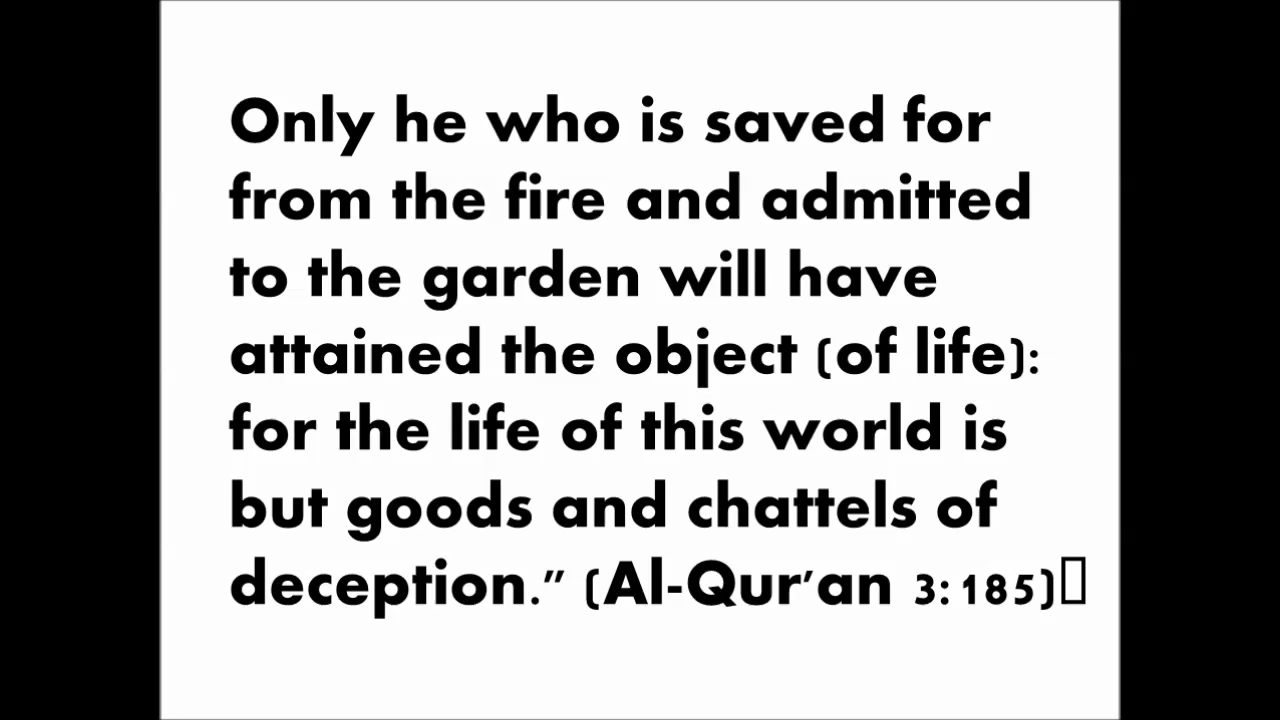 Only he who is saved for
from the fire and admitted
to the garden will have
attained the object (of life):
for the life of this world is
but goods and chattels of
deception.” (Al-Qur’an 3:185)